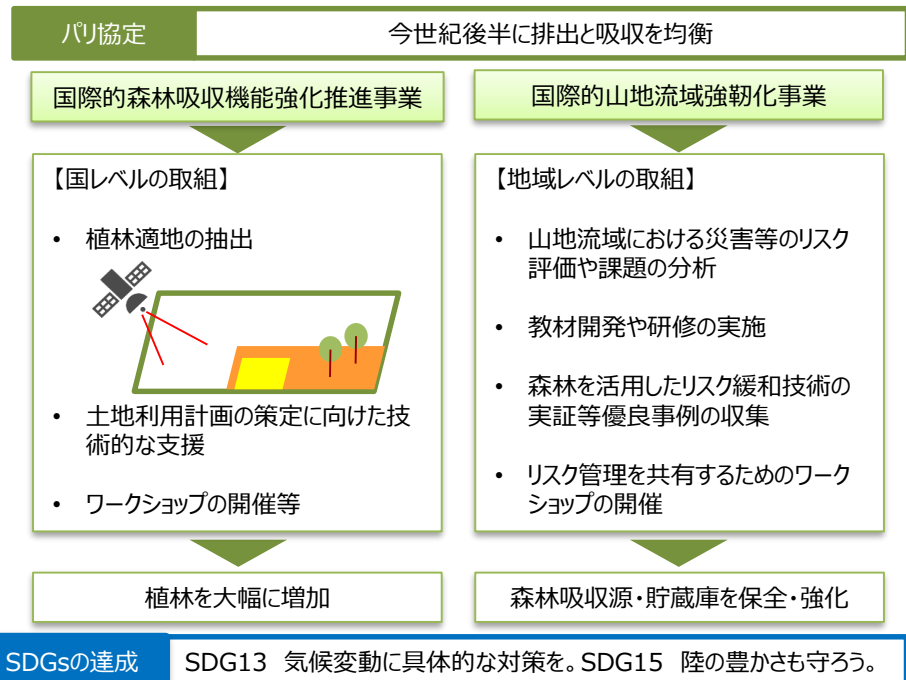 パリ協定 今世紀後半に排出と吸収を均衡
国際的森林吸収機能強化推進事業
【国レベルの取組】
• 植林適地の抽出
• 土地利用計画の策定に向けた技
術的な支援
• ワークショップの開催等
植林を大幅に増加
国際的山地流域強靭化事業
【地域レベルの取組】
• 山地流域における災害等のリスク
評価や課題の分析
• 教材開発や研修の実施
• 森林を活用したリスク緩和技術の
実証等優良事例の収集
• リスク管理を共有するためのワーク
ショップの開催
森林吸収源・貯蔵庫を保全・強化
SDGsの達成 SDG13 気候変動に具体的な対策を。SDG15 陸の豊かさも守ろう。